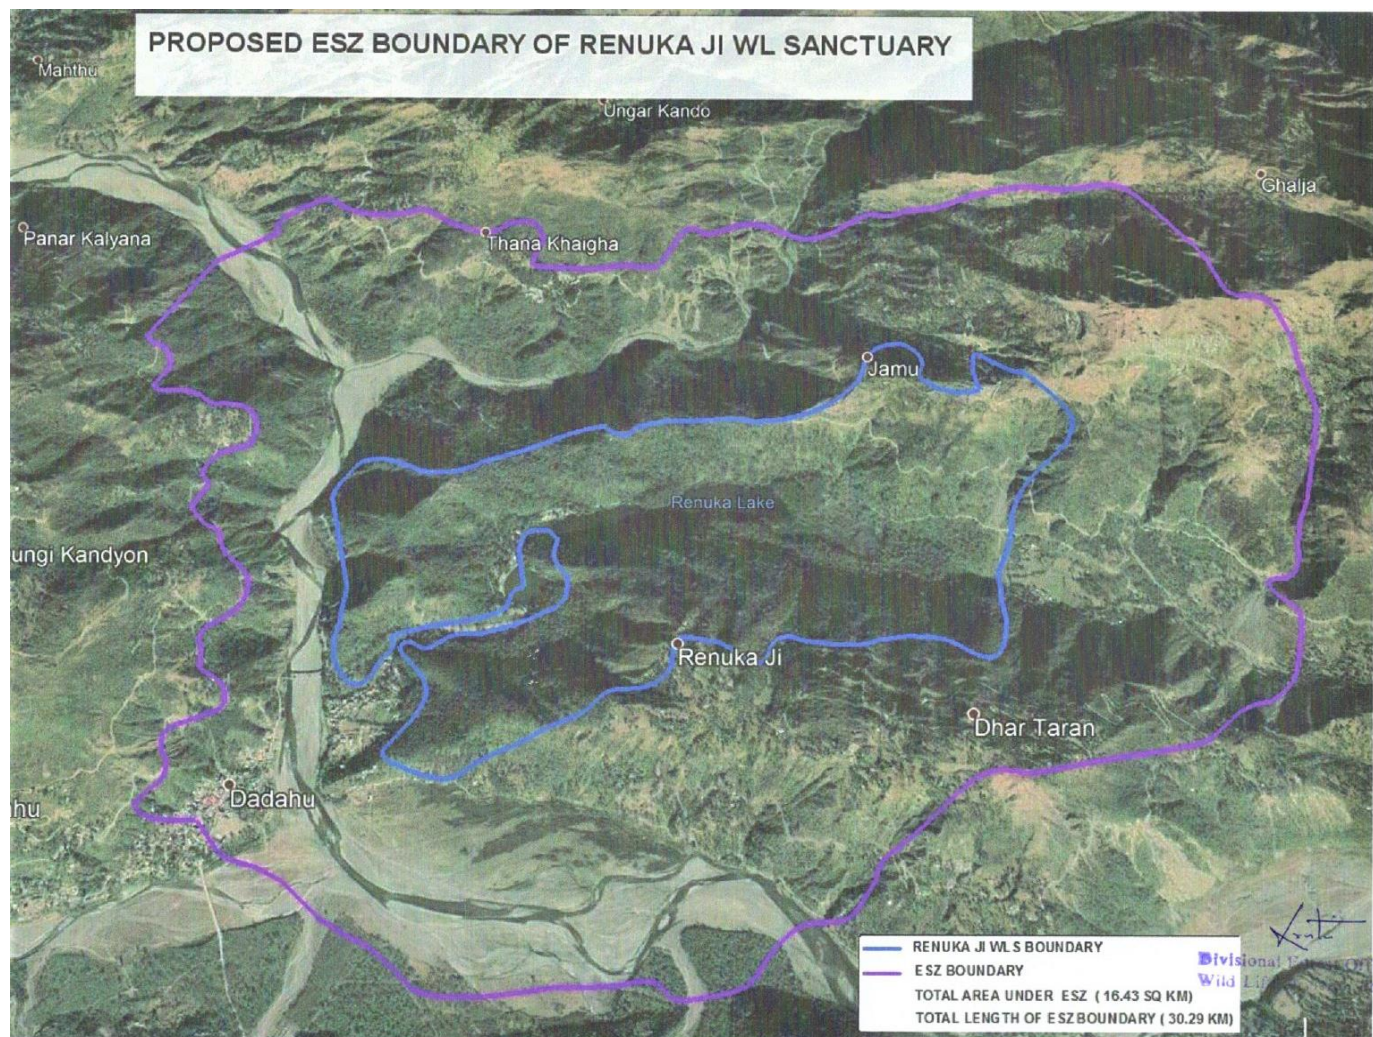 PROPOSED ESZ BOUNDARY OF RENUKA JI WL SANCTUARY
Mahthu
Ungar Kando
Ghalja
Panar Kalyana
Thana Khaigha
Jamu
Renuka Lake
ungi Kandyon
Renuka Ji
Dhar Taran
Dadahu
hu
RENUKA JI WLS BOUNDARY
ESZ BOUNDARY
TOTAL AREA UNDER ESZ ( 16.43 SQ KM)
TOTAL LENGTH OF ESZ BOUNDARY ( 30.29 KM)
Divisional
Wild